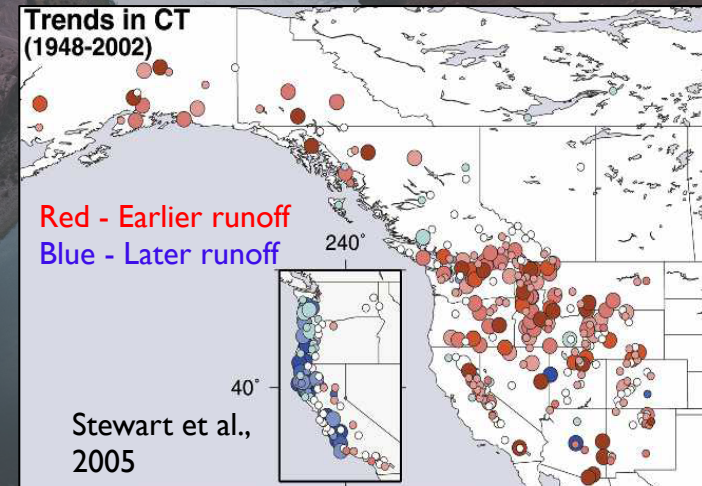 Trends in CT
(1948-2002)
Red - Earlier runoff
Blue - Later runoff
240°
40°
Stewart et al.,
2005